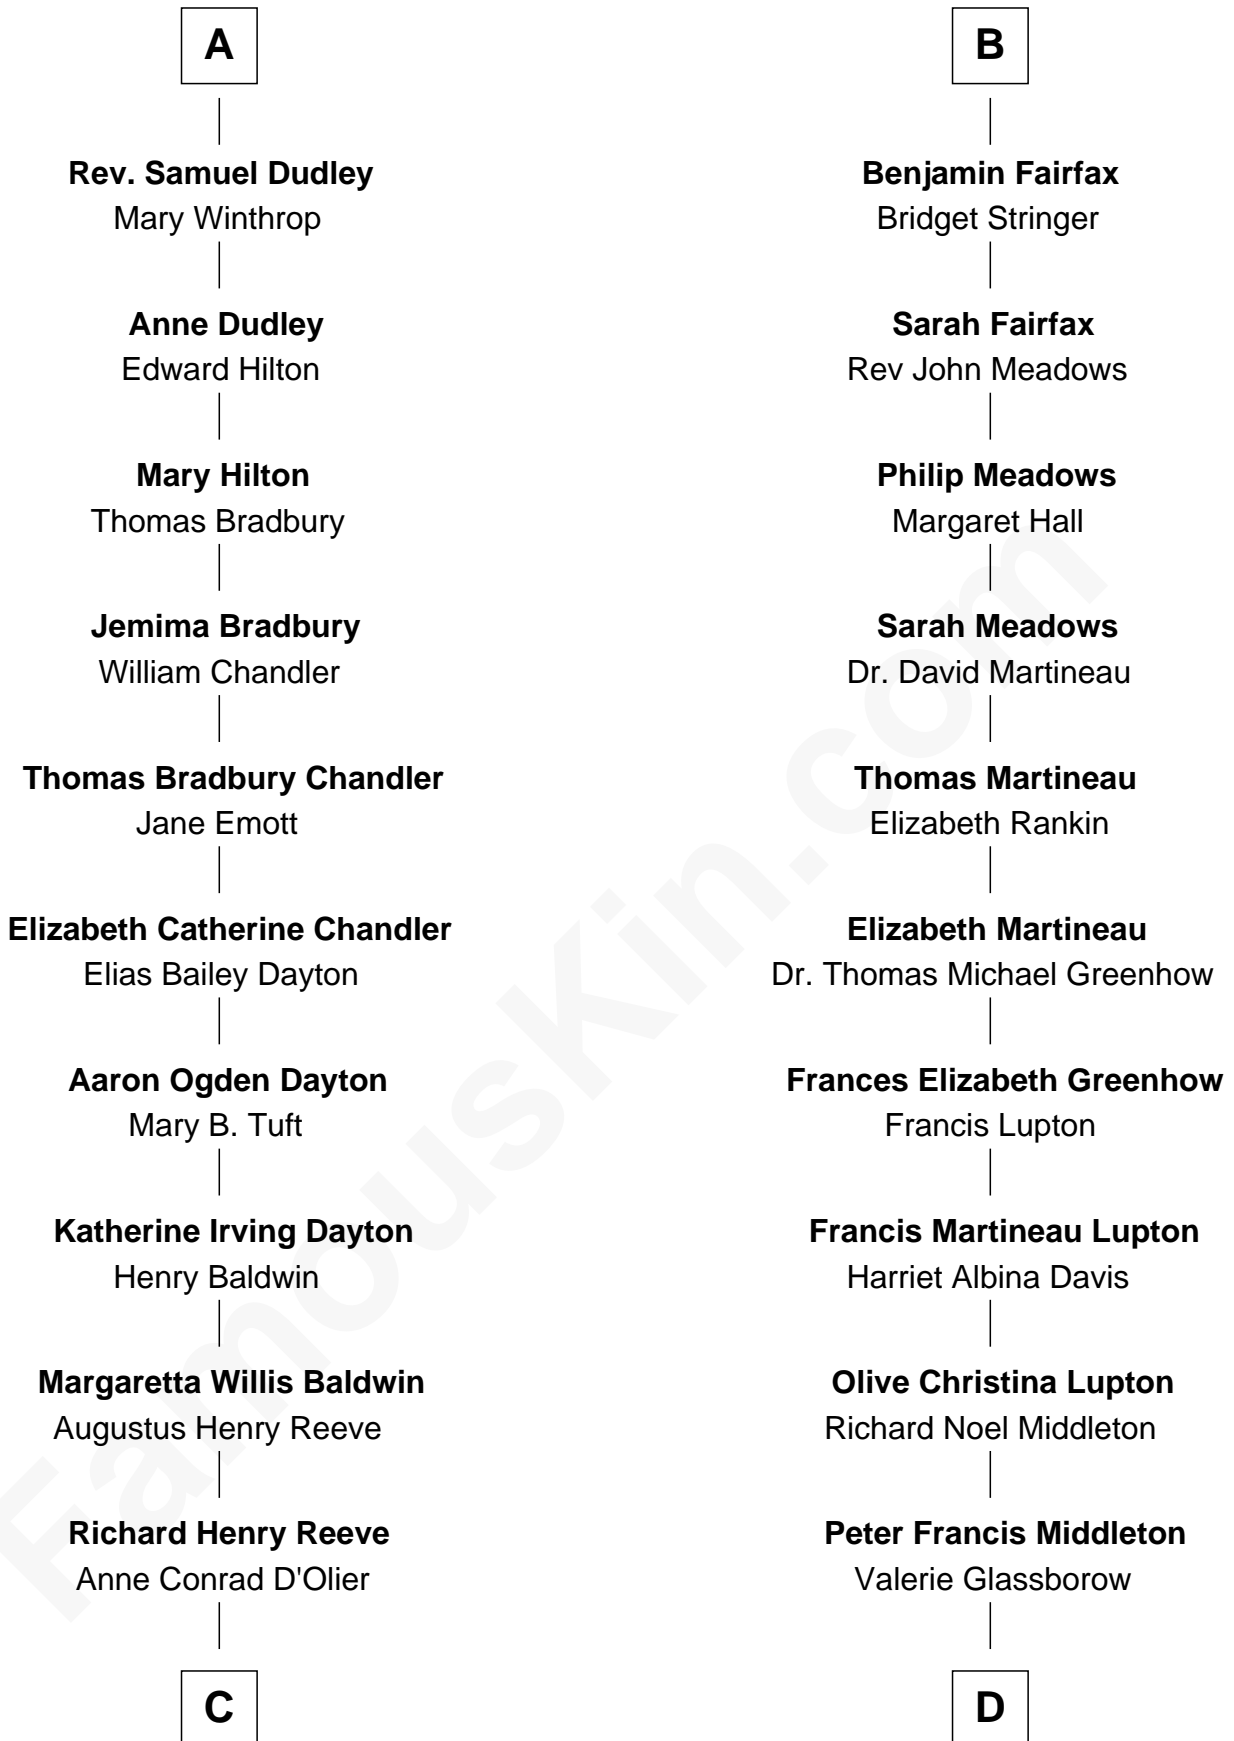 A
Rev. Samuel Dudley
Mary Winthrop
Anne Dudley
Edward Hilton
Mary Hilton
Thomas Bradbury
Jemima Bradbury
William Chandler
Thomas Bradbury Chandler
Jane Emott
Elizabeth Catherine Chandler
Elias Bailey Dayton
Aaron Ogden Dayton
Mary B. Tuft
Katherine Irving Dayton
Henry Baldwin
Margaretta Willis Baldwin
Augustus Henry Reeve
Richard Henry Reeve
Anne Conrad D'Olier
C
B
Benjamin Fairfax
Bridget Stringer
Sarah Fairfax
Rev John Meadows
Philip Meadows
Margaret Hall
Sarah Meadows
Dr. David Martineau
Thomas Martineau
Elizabeth Rankin
Elizabeth Martineau
Dr. Thomas Michael Greenhow
Frances Elizabeth Greenhow
Francis Lupton
Francis Martineau Lupton
Harriet Albina Davis
Olive Christina Lupton
Richard Noel Middleton
Peter Francis Middleton
Valerie Glassborow
D
FamousKin.com